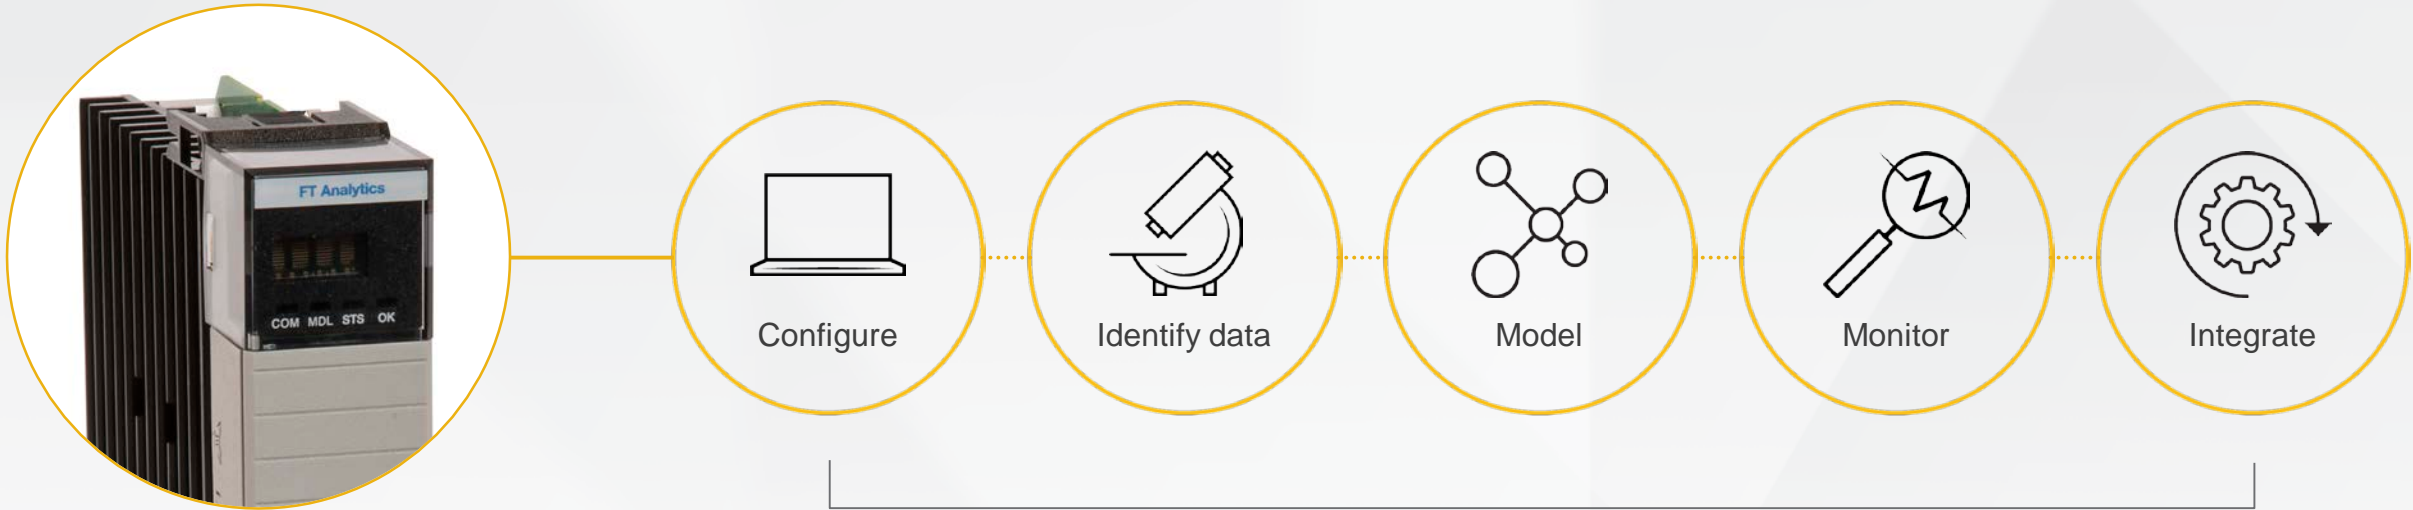 FT Analytics
COM MDL STS OK
Configure
Identify data
Model
Monitor
Integrate